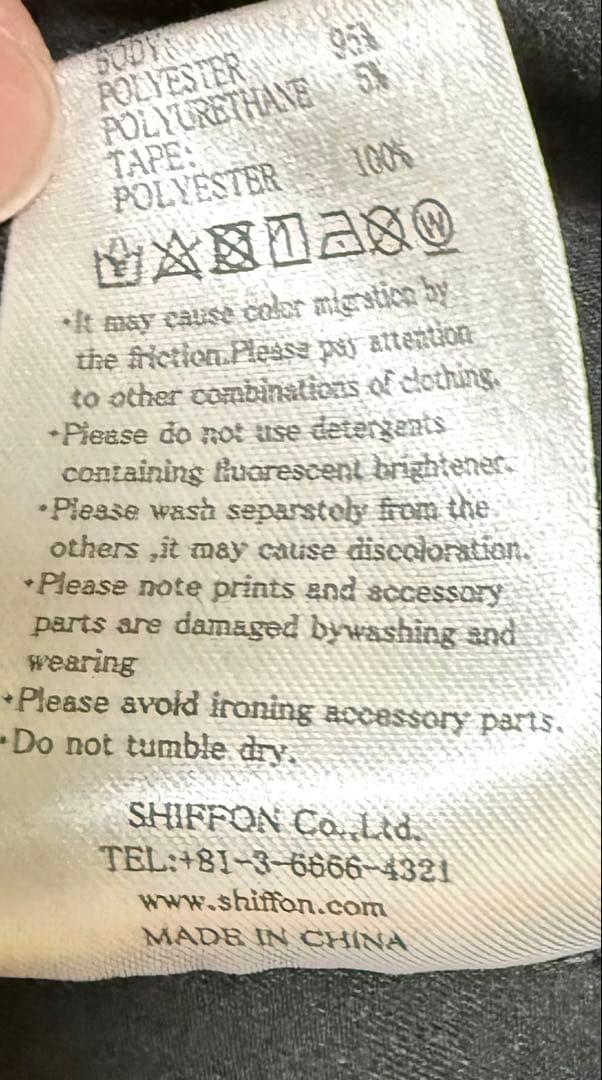 BODY:
POLYESTER 95%
POLYURETHANE 5%
TAPE:
POLYESTER 100%
W
•It may cause color migration by
the friction.Please pay attention
to other combinations of clothing.
•Please do not use detergents
containing fluorescent brightener.
•Please wash separately from the
others ,it may cause discoloration.
•Please note prints and accessory
parts are damaged bywashing and
wearing
•Please avoid ironing accessory parts.
•Do not tumble dry.
SHIFFON Co.,Ltd.
TEL:+81-3-6666-4321
www.shiffon.com
MADE IN CHINA